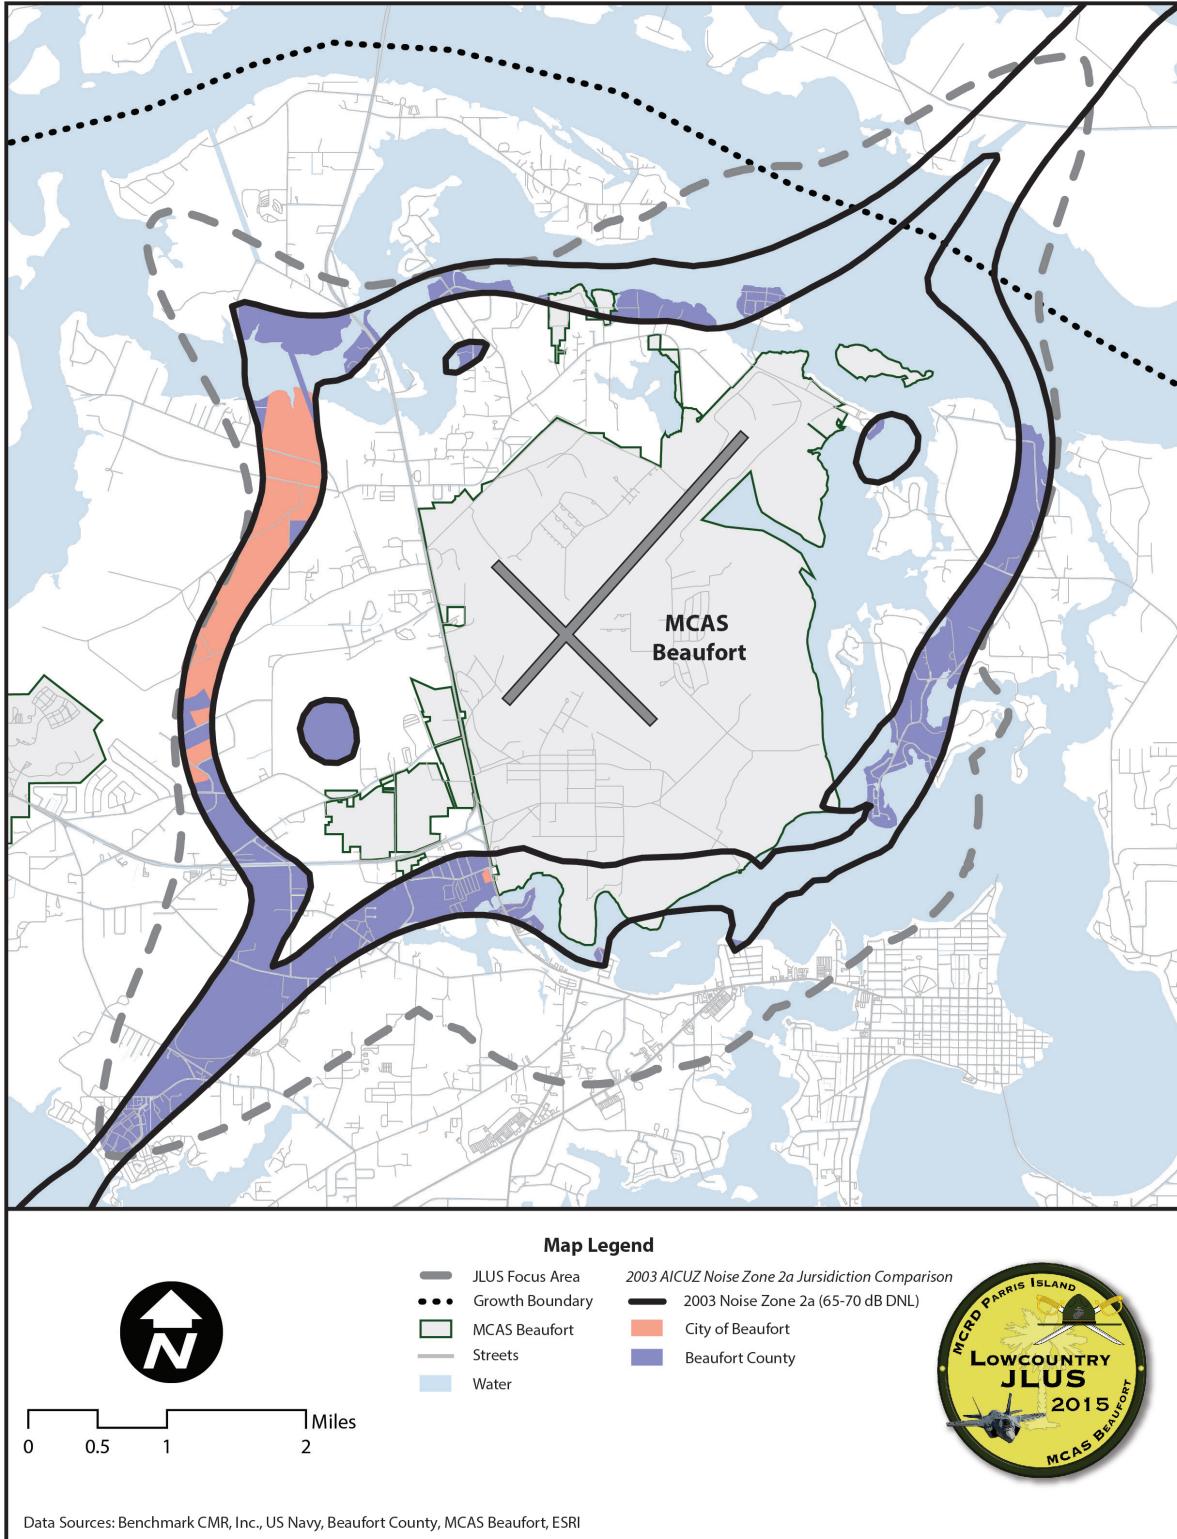 MCAS
Beaufort
Map Legend
JLUS Focus Area
Growth Boundary
MCAS Beaufort
Streets
Water
2003 AICUZ Noise Zone 2a Jursidiction Comparison
2003 Noise Zone 2a (65-70 dB DNL)
City of Beaufort
Beaufort County
N
0 0.5 1 2 Miles
MCRD PARRIS ISLAND
LOWCOUNTRY
JLUS
2015
MCAS BEAUFORT
Data Sources: Benchmark CMR, Inc., US Navy, Beaufort County, MCAS Beaufort, ESRI